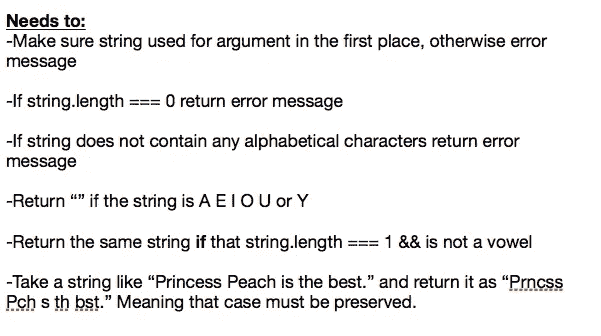 Needs to:
-Make sure string used for argument in the first place, otherwise error
message
-If string.length === 0 return error message
-If string does not contain any alphabetical characters return error
message
-Return “” if the string is A E I O U or Y
-Return the same string if that string.length === 1 && is not a vowel
-Take a string like “Princess Peach is the best.” and return it as “Prncss
Pch s th bst.” Meaning that case must be preserved.